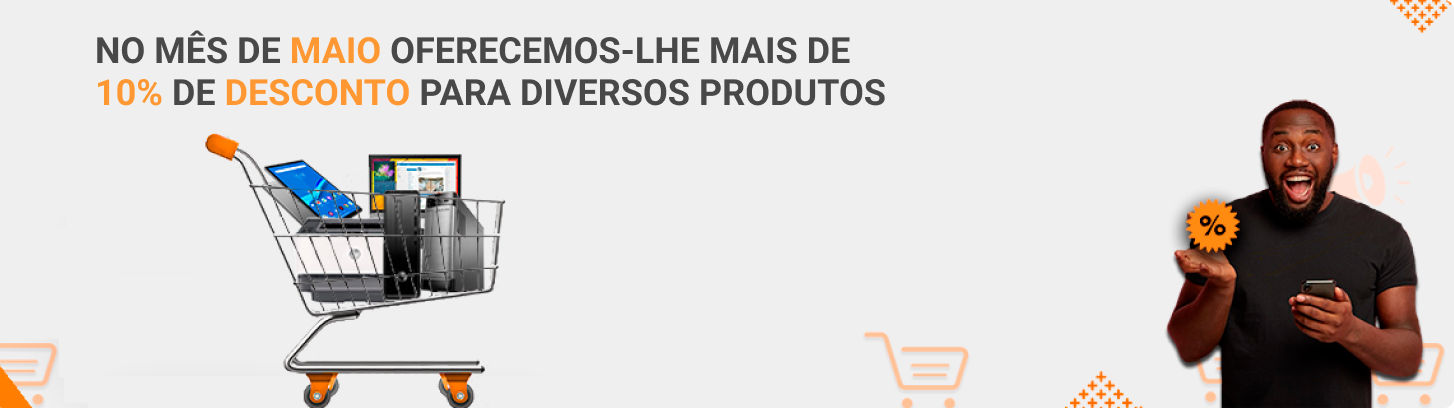 NO MÊS DE MAIO OFERECEMOS-LHE MAIS DE
10% DE DESCONTO PARA DIVERSOS PRODUTOS
%